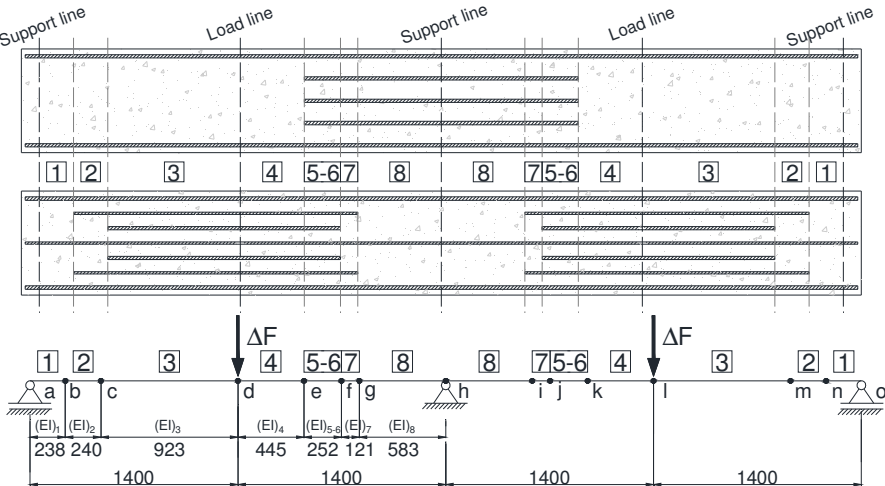 Support line Load line Support line Load line Support line
1 2 3 4 5-6 7 8 8 7 5-6 4 3 2 1
ΔF ΔF
1 2 3 4 5-6 7 8 8 7 5-6 4 3 2 1
a b c d e f g h i j k l m n o
(EI)1 (EI)2 (EI)3 (EI)4 (EI)5-6 (EI)7 (EI)8
238 240 923 445 252 121 583
1400 1400 1400 1400